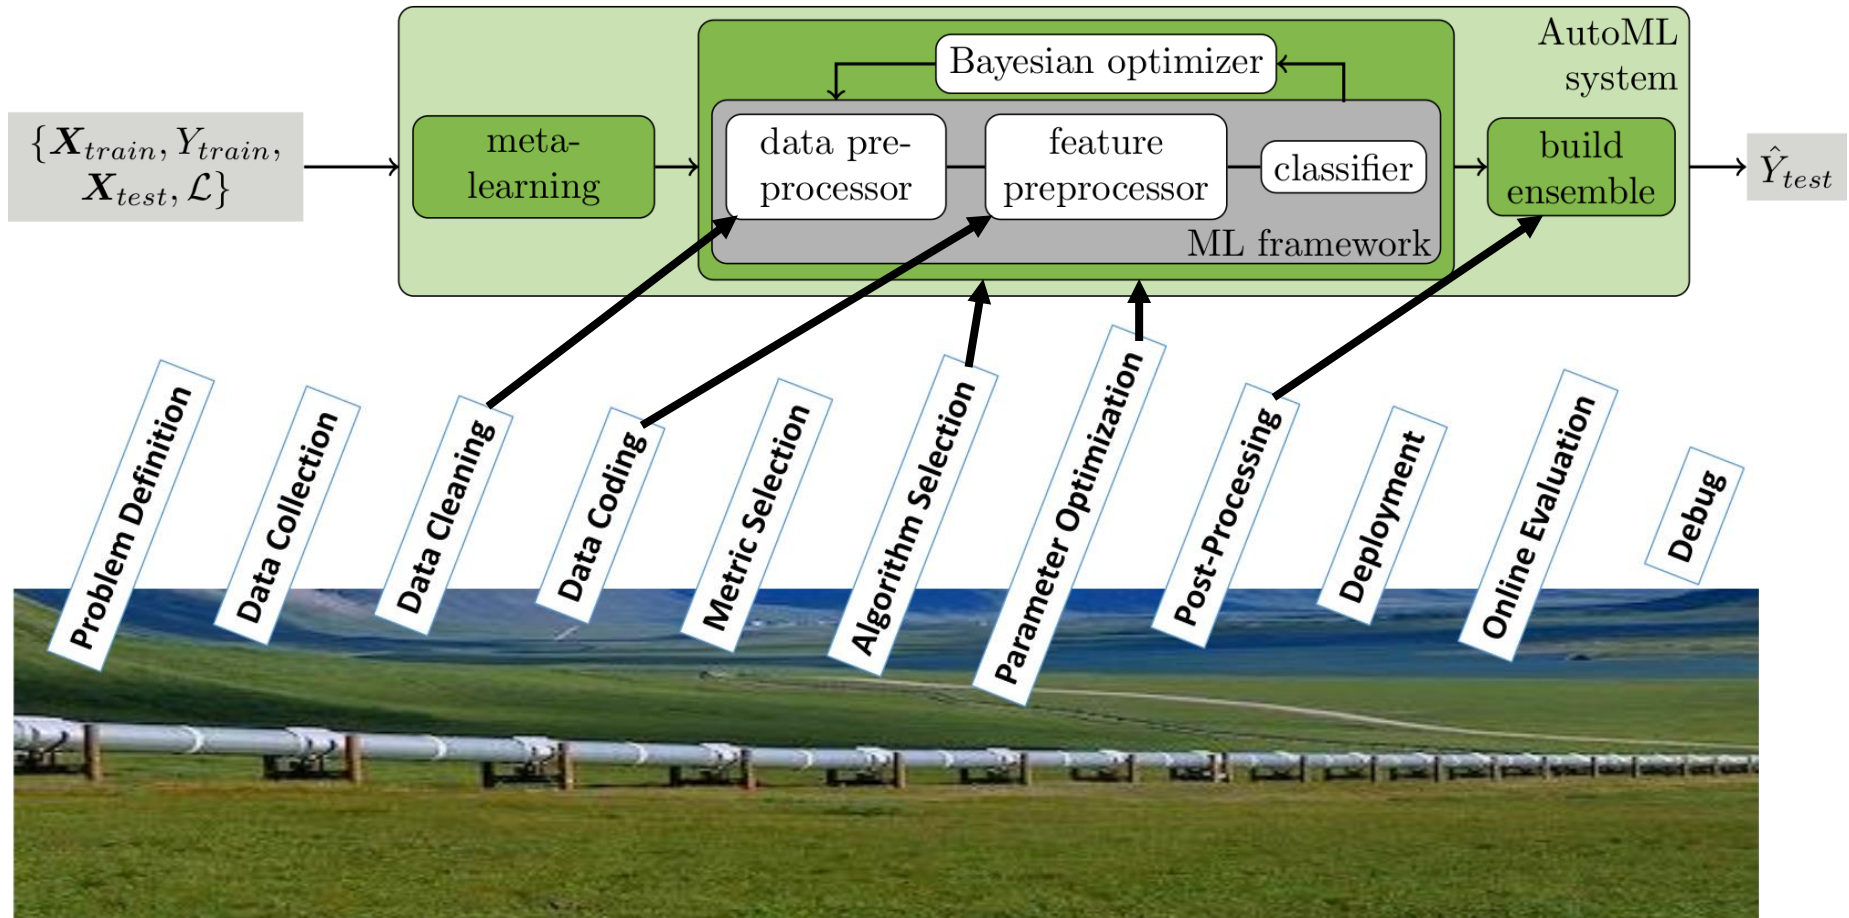 AutoML
system
Bayesian optimizer
{X_train, Y_train,
X_test, ℒ}
meta-
learning
data pre-
processor
feature
preprocessor
classifier
ML framework
build
ensemble
Ŷ_test
Problem Definition
Data Collection
Data Cleaning
Data Coding
Metric Selection
Algorithm Selection
Parameter Optimization
Post-Processing
Deployment
Online Evaluation
Debug